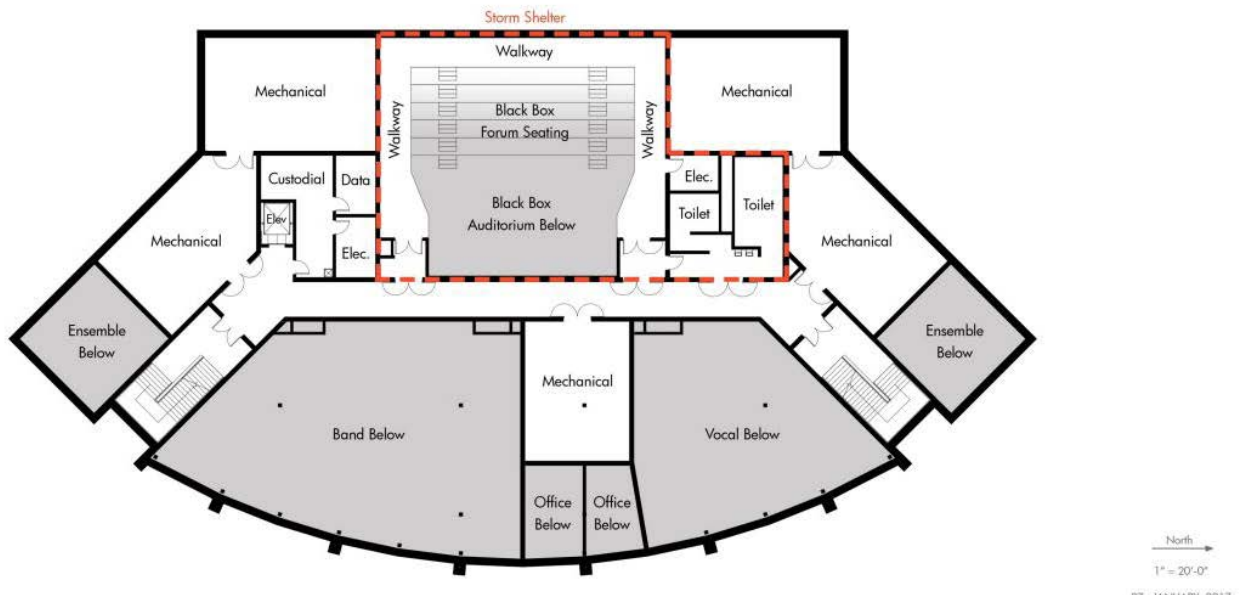 Storm Shelter
Walkway
Mechanical
Mechanical
Walkway
Walkway
Black Box
Forum Seating
Custodial
Data
Elec.
Toilet
Toilet
Elev
Black Box
Auditorium Below
Mechanical
Elec.
Mechanical
Ensemble
Below
Ensemble
Below
Mechanical
Band Below
Vocal Below
Office
Below
Office
Below
North
1" = 20'-0"